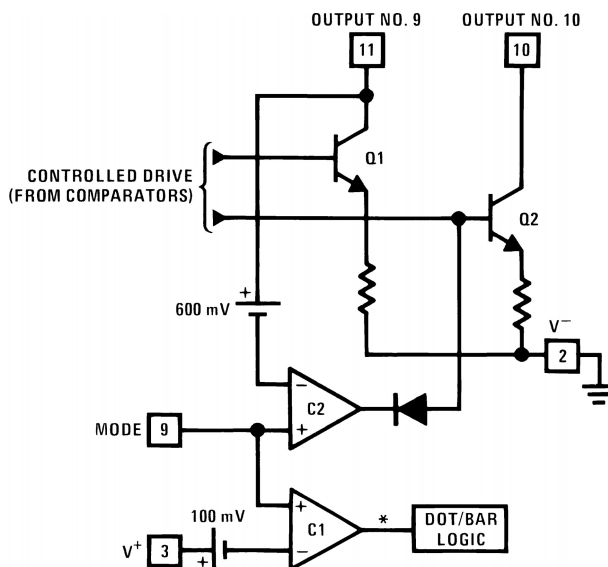 OUTPUT NO. 9
OUTPUT NO. 10
11
10
Q1
CONTROLLED DRIVE
(FROM COMPARATORS)
Q2
+
600 mV
V−
2
−
C2
+
MODE
9
100 mV
+
C1
*
DOT/BAR
LOGIC
V+
3
+
−